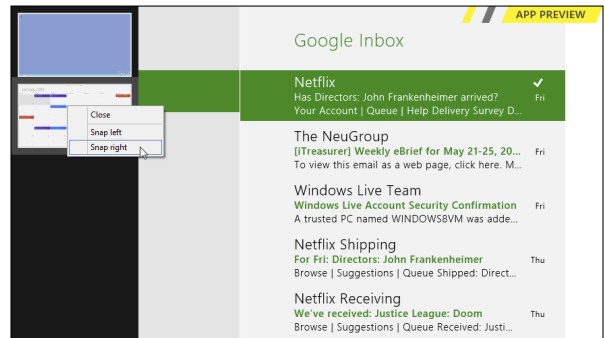 APP PREVIEW
Google Inbox
Netflix
Has Directors: John Frankenheimer arrived? Fri
Your Account | Queue | Help Delivery Survey D...
Close
Snap left
Snap right
The NeuGroup
[iTreasurer] Weekly eBrief for May 21-25, 20... Fri
To view this email as a web page, click here. M...
Windows Live Team
Windows Live Account Security Confirmation Fri
A trusted PC named WINDOWS8VM was adde...
Netflix Shipping
For Fri: Directors: John Frankenheimer Thu
Browse | Suggestions | Queue Shipped: Direct...
Netflix Receiving
We've received: Justice League: Doom Thu
Browse | Suggestions | Queue Received: Justi...